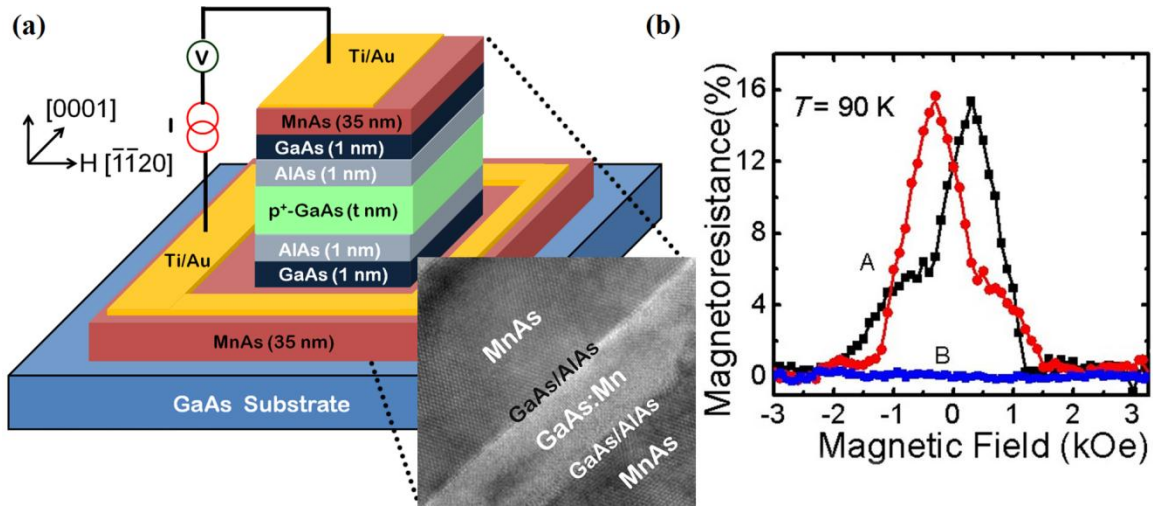 (a)
V
I
[0001]
H [1̅1̅20]
Ti/Au
MnAs (35 nm)
GaAs (1 nm)
AlAs (1 nm)
p⁺-GaAs (t nm)
AlAs (1 nm)
GaAs (1 nm)
Ti/Au
MnAs (35 nm)
GaAs Substrate
MnAs
GaAs/AlAs
GaAs:Mn
GaAs/AlAs
MnAs
(b)
Magnetoresistance(%)
16
12
8
4
0
T = 90 K
A
B
-3 -2 -1 0 1 2 3
Magnetic Field (kOe)